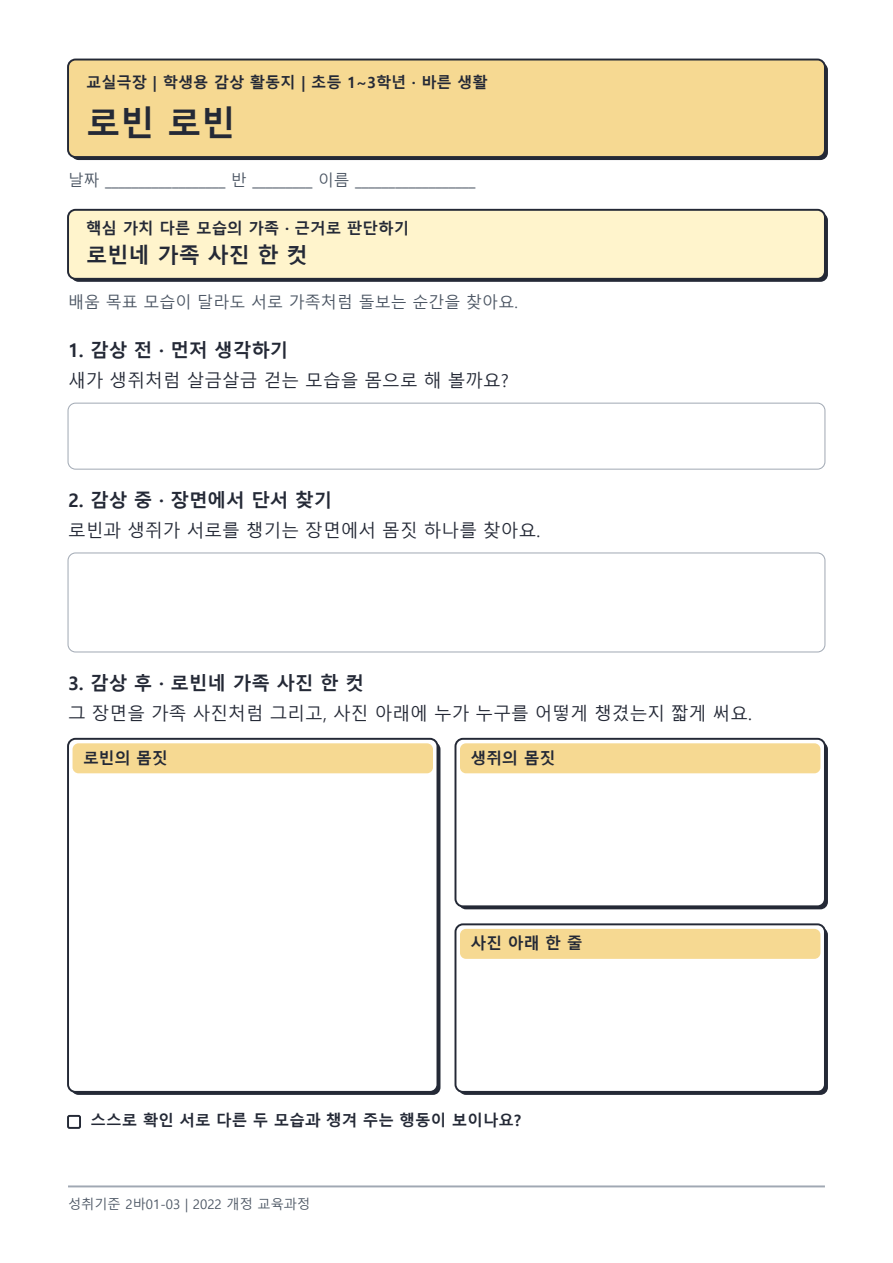 교실극장 | 학생용 감상 활동지 | 초등 1~3학년 · 바른 생활
로빈 로빈
날짜 ________________ 반 ________ 이름 ________________
핵심 가치 다른 모습의 가족 · 근거로 판단하기
로빈네 가족 사진 한 컷
배움 목표 모습이 달라도 서로 가족처럼 돌보는 순간을 찾아요.
1. 감상 전 · 먼저 생각하기
새가 생쥐처럼 살금살금 걷는 모습을 몸으로 해 볼까요?
2. 감상 중 · 장면에서 단서 찾기
로빈과 생쥐가 서로를 챙기는 장면에서 몸짓 하나를 찾아요.
3. 감상 후 · 로빈네 가족 사진 한 컷
그 장면을 가족 사진처럼 그리고, 사진 아래에 누가 누구를 어떻게 챙겼는지 짧게 써요.
로빈의 몸짓
생쥐의 몸짓
사진 아래 한 줄
스스로 확인 서로 다른 두 모습과 챙겨 주는 행동이 보이나요?
성취기준 2바01-03 | 2022 개정 교육과정